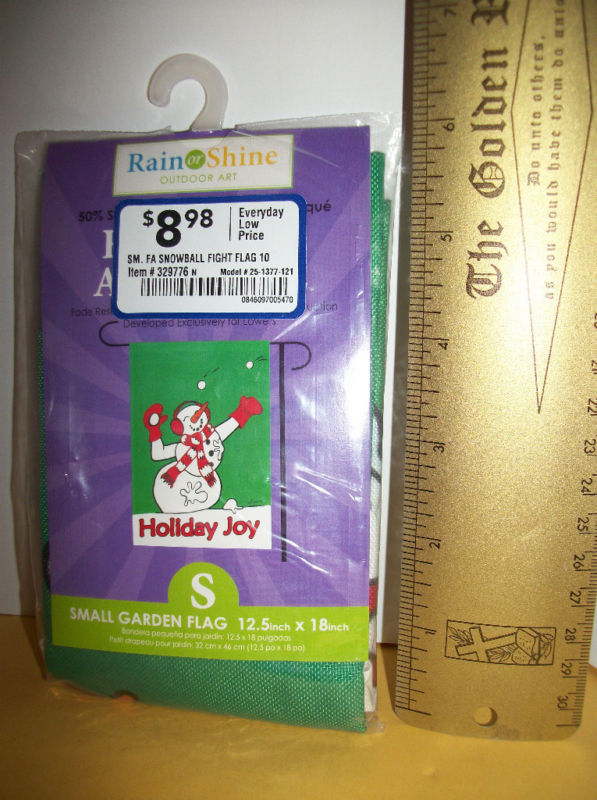 Rain or Shine
OUTDOOR ART
50% S
qué
$8.98
Everyday
Low
Price
SM. FA SNOWBALL FIGHT FLAG 10
Item # 329776 N
Model # 25-1377-121
0846097005470
Fade Res
Developed Exclusively for Lowe's
Holiday Joy
S
SMALL GARDEN FLAG 12.5inch x 18inch
Bandera pequeña para jardín: 12.5 x 18 pulgadas
Petit drapeau pour jardin: 32 cm x 46 cm (12.5 po x 18 po)
The Golden
Do unto others,
as you would have them do unto
7
6
5
4
3
2
1
22
23
24
25
26
27
28
29
30